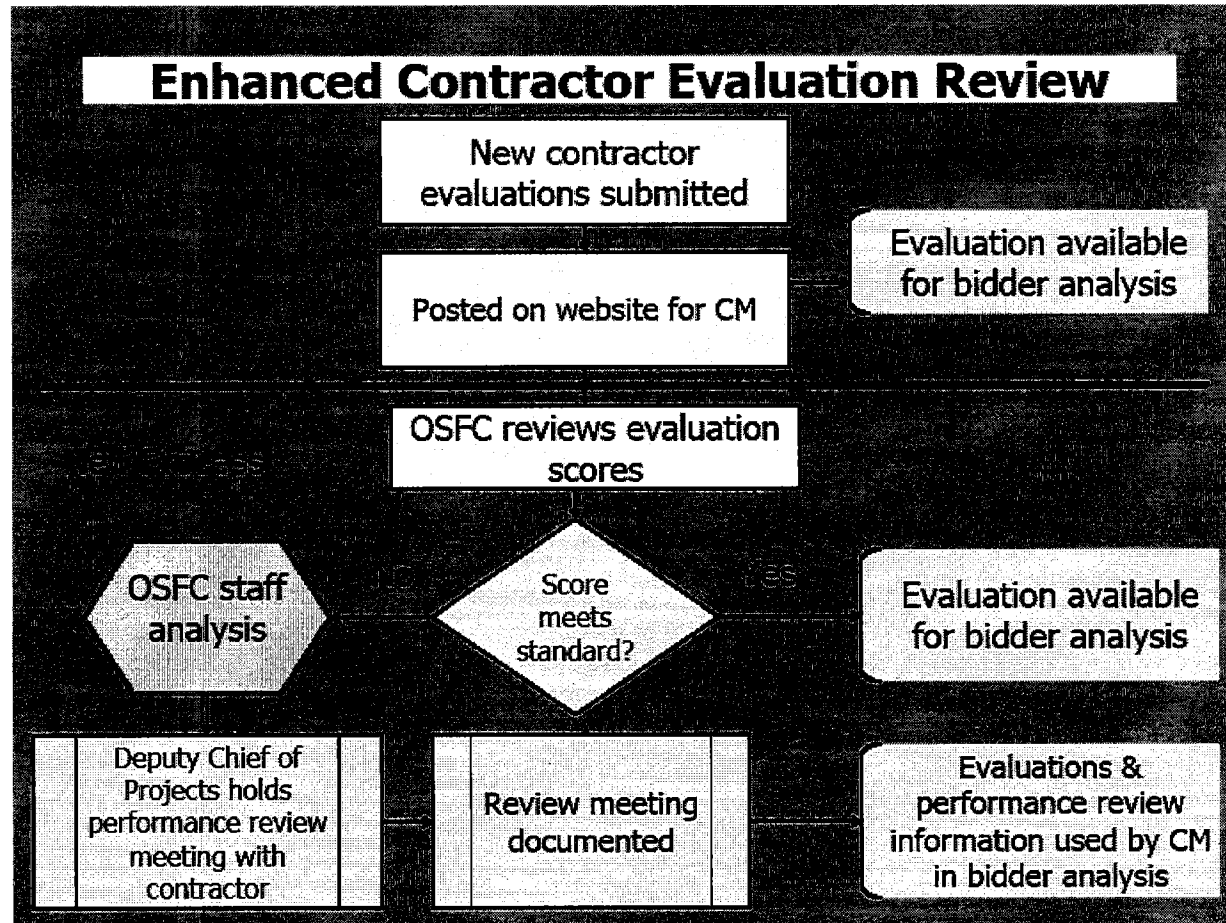 Enhanced Contractor Evaluation Review
New contractor
evaluations submitted
Evaluation available
for bidder analysis
Posted on website for CM
OSFC reviews evaluation
scores
OSFC staff
analysis
Score
meets
standard?
Yes
Evaluation available
for bidder analysis
Deputy Chief of
Projects holds
performance review
meeting with
contractor
Review meeting
documented
Evaluations &
performance review
information used by CM
in bidder analysis